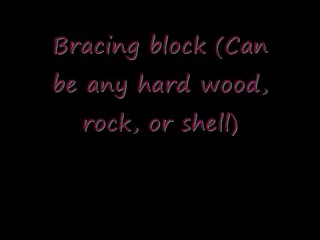 Bracing block (Can
be any hard wood,
rock, or shell)